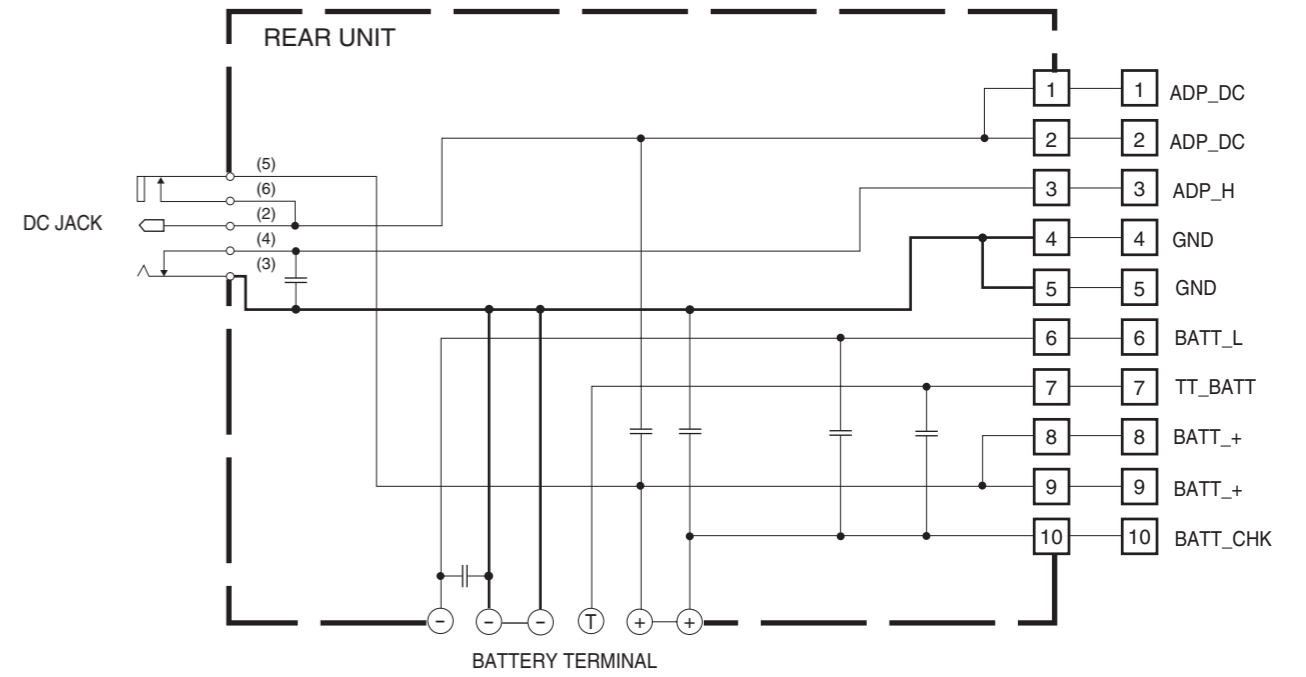 REAR UNIT
1 1 ADP_DC
2 2 ADP_DC
(5)
(6)
3 3 ADP_H
DC JACK
(2)
(4)
4 4 GND
(3)
5 5 GND
6 6 BATT_L
7 7 TT_BATT
8 8 BATT_+
9 9 BATT_+
10 10 BATT_CHK
- - - T + +
BATTERY TERMINAL